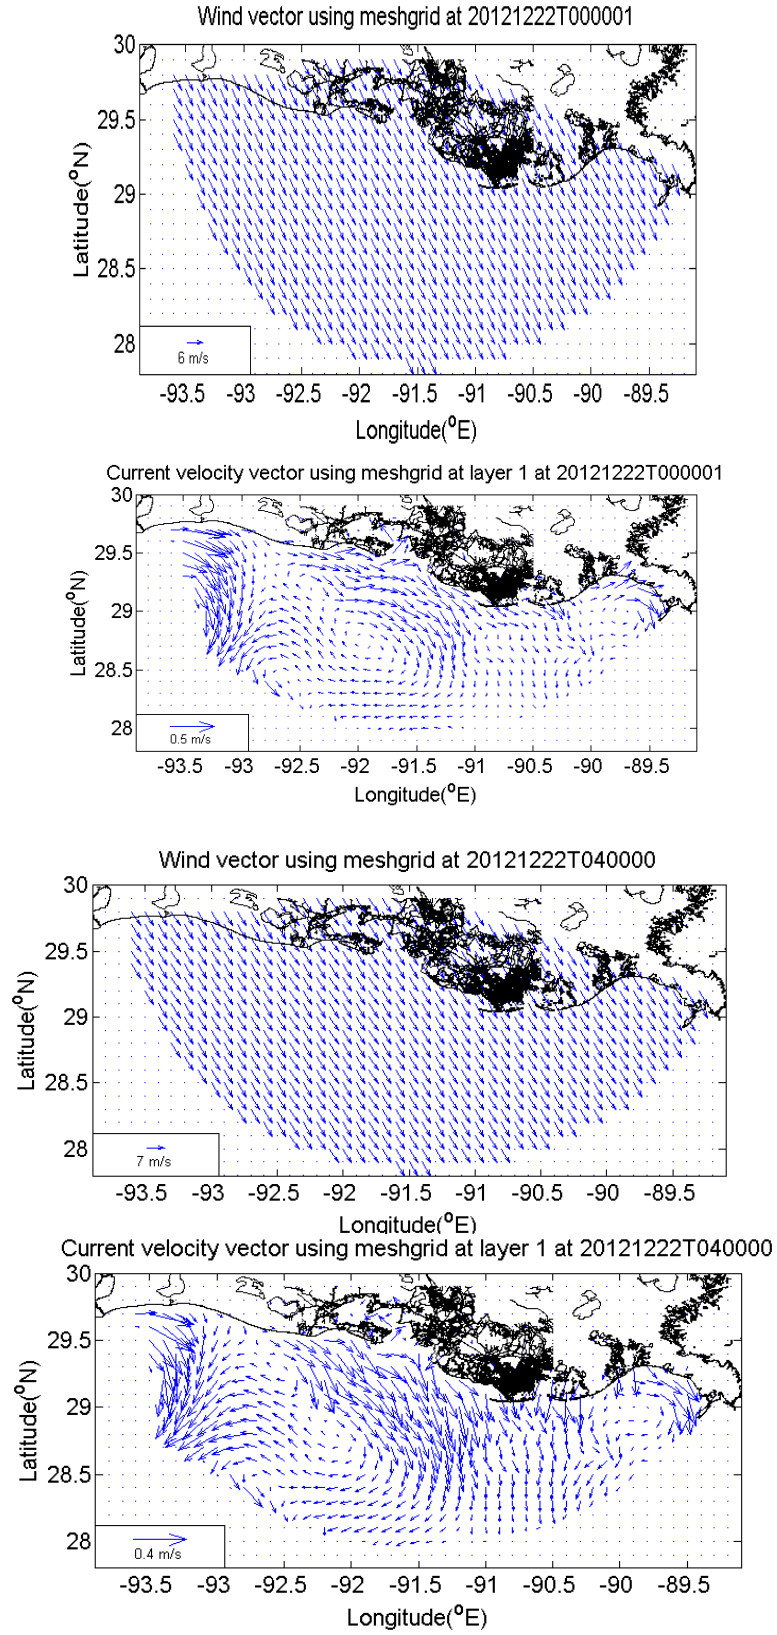 Wind vector using meshgrid at 20121222T000001
30
29.5
29
28.5
28
Latitude(°N)
6 m/s
-93.5 -93 -92.5 -92 -91.5 -91 -90.5 -90 -89.5
Longitude(°E)
Current velocity vector using meshgrid at layer 1 at 20121222T000001
30
29.5
29
28.5
28
Latitude(°N)
0.5 m/s
-93.5 -93 -92.5 -92 -91.5 -91 -90.5 -90 -89.5
Longitude(°E)
Wind vector using meshgrid at 20121222T040000
30
29.5
29
28.5
28
Latitude(°N)
7 m/s
-93.5 -93 -92.5 -92 -91.5 -91 -90.5 -90 -89.5
Longitude(°E)
Current velocity vector using meshgrid at layer 1 at 20121222T040000
30
29.5
29
28.5
28
Latitude(°N)
0.4 m/s
-93.5 -93 -92.5 -92 -91.5 -91 -90.5 -90 -89.5
Longitude(°E)